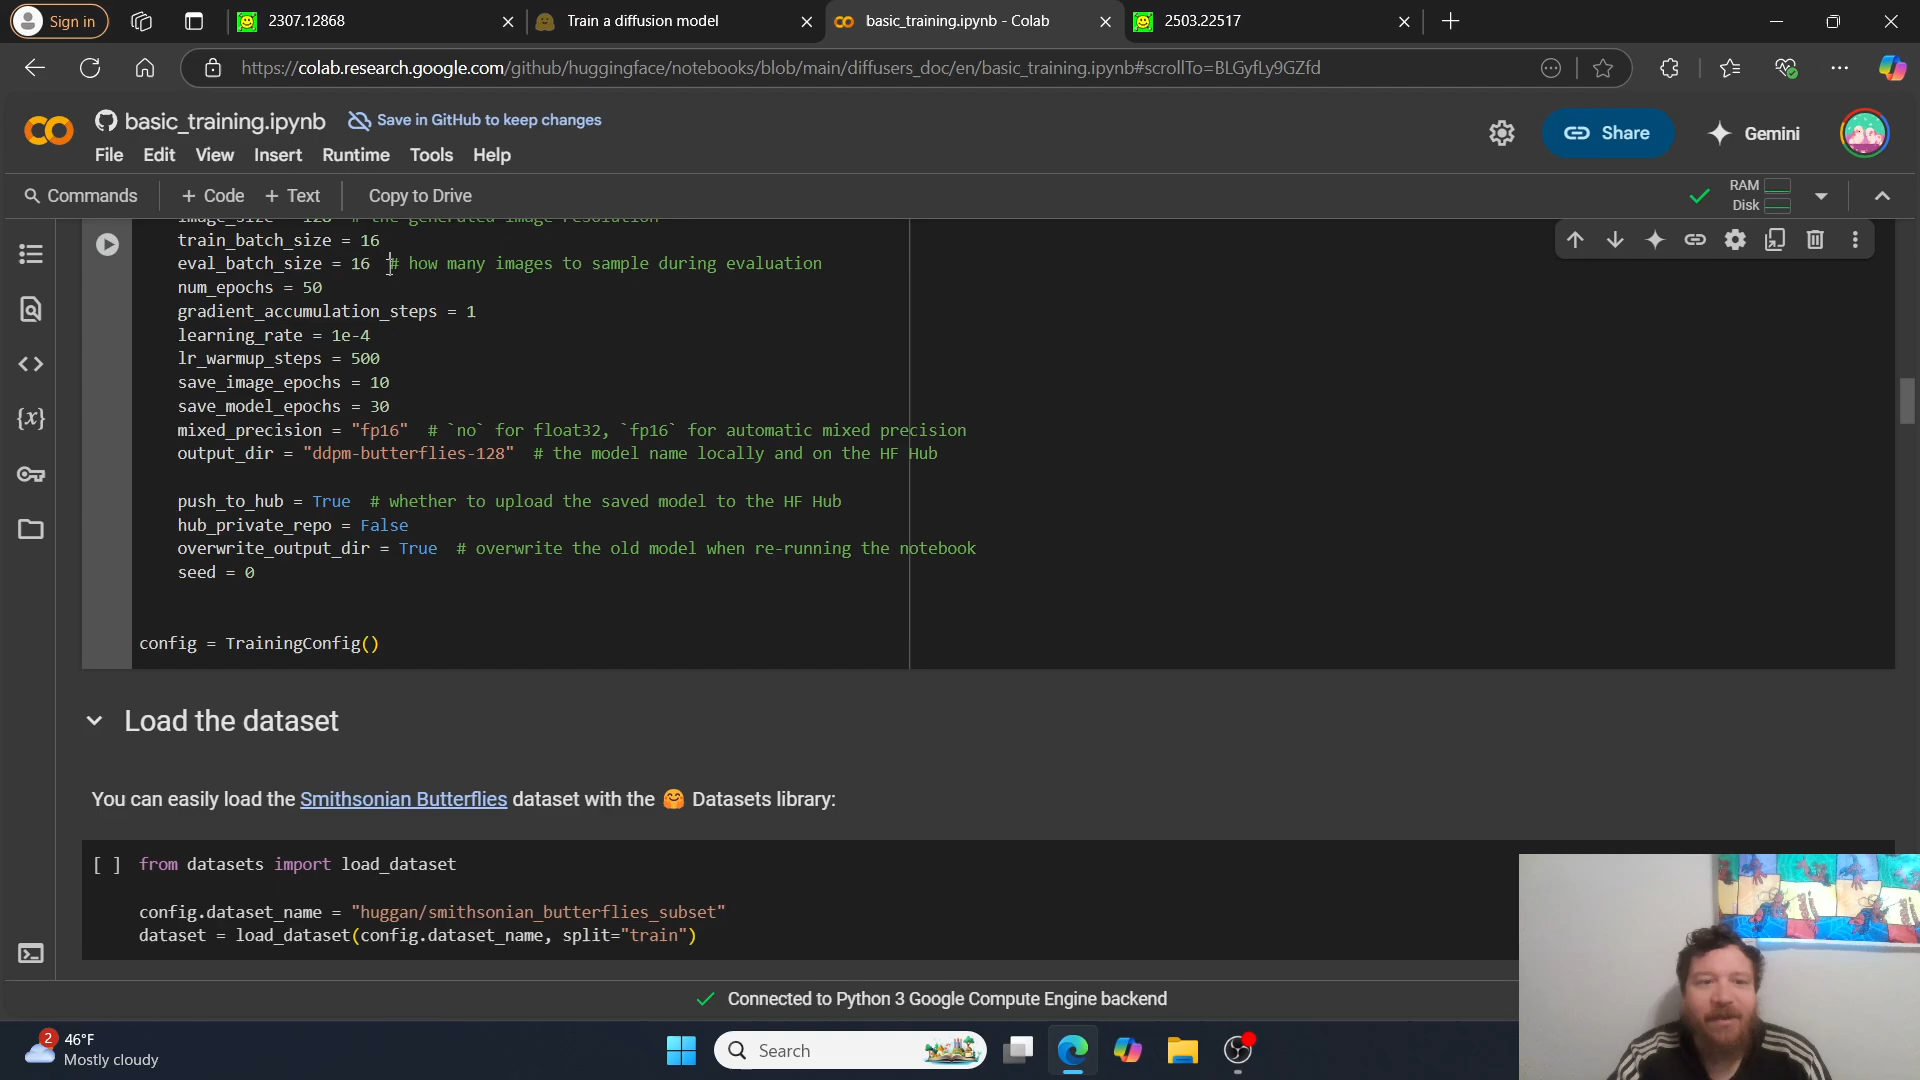 Sign in
2307.12868
Train a diffusion model
basic_training.ipynb - Colab
2503.22517
https://colab.research.google.com/github/huggingface/notebooks/blob/main/diffusers_doc/en/basic_training.ipynb#scrollTo=BLGyfLy9GZfd
basic_training.ipynb
Save in GitHub to keep changes
Share
Gemini
File Edit View Insert Runtime Tools Help
Commands
+ Code
+ Text
Copy to Drive
RAM
Disk
image_size = 128 # the generated image resolution
train_batch_size = 16
eval_batch_size = 16 # how many images to sample during evaluation
num_epochs = 50
gradient_accumulation_steps = 1
learning_rate = 1e-4
lr_warmup_steps = 500
save_image_epochs = 10
save_model_epochs = 30
mixed_precision = "fp16" # `no` for float32, `fp16` for automatic mixed precision
output_dir = "ddpm-butterflies-128" # the model name locally and on the HF Hub
push_to_hub = True # whether to upload the saved model to the HF Hub
hub_private_repo = False
overwrite_output_dir = True # overwrite the old model when re-running the notebook
seed = 0
config = TrainingConfig()
Load the dataset
You can easily load the Smithsonian Butterflies dataset with the 🤗 Datasets library:
[ ] from datasets import load_dataset
config.dataset_name = "huggan/smithsonian_butterflies_subset"
dataset = load_dataset(config.dataset_name, split="train")
Connected to Python 3 Google Compute Engine backend
2
46°F
Mostly cloudy
Search